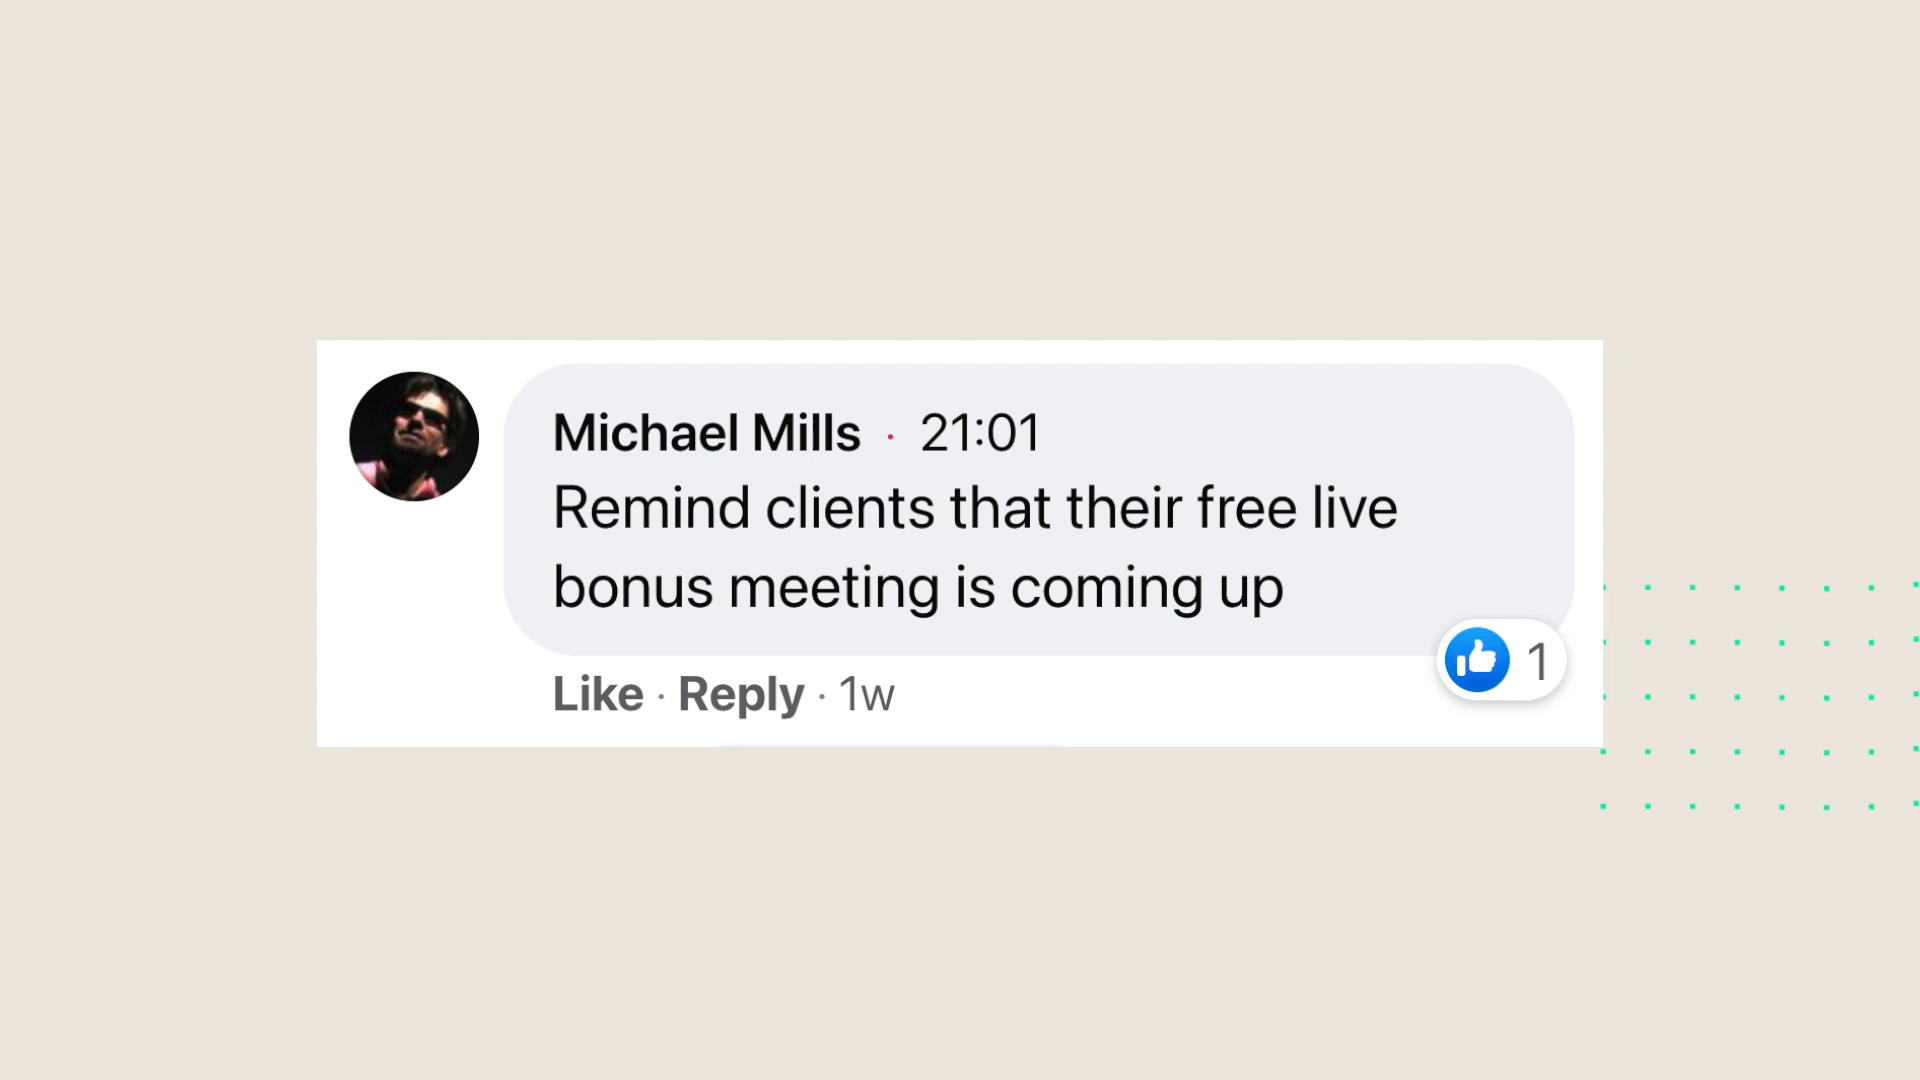 Michael Mills · 21:01
Remind clients that their free live
bonus meeting is coming up
1
Like · Reply · 1w